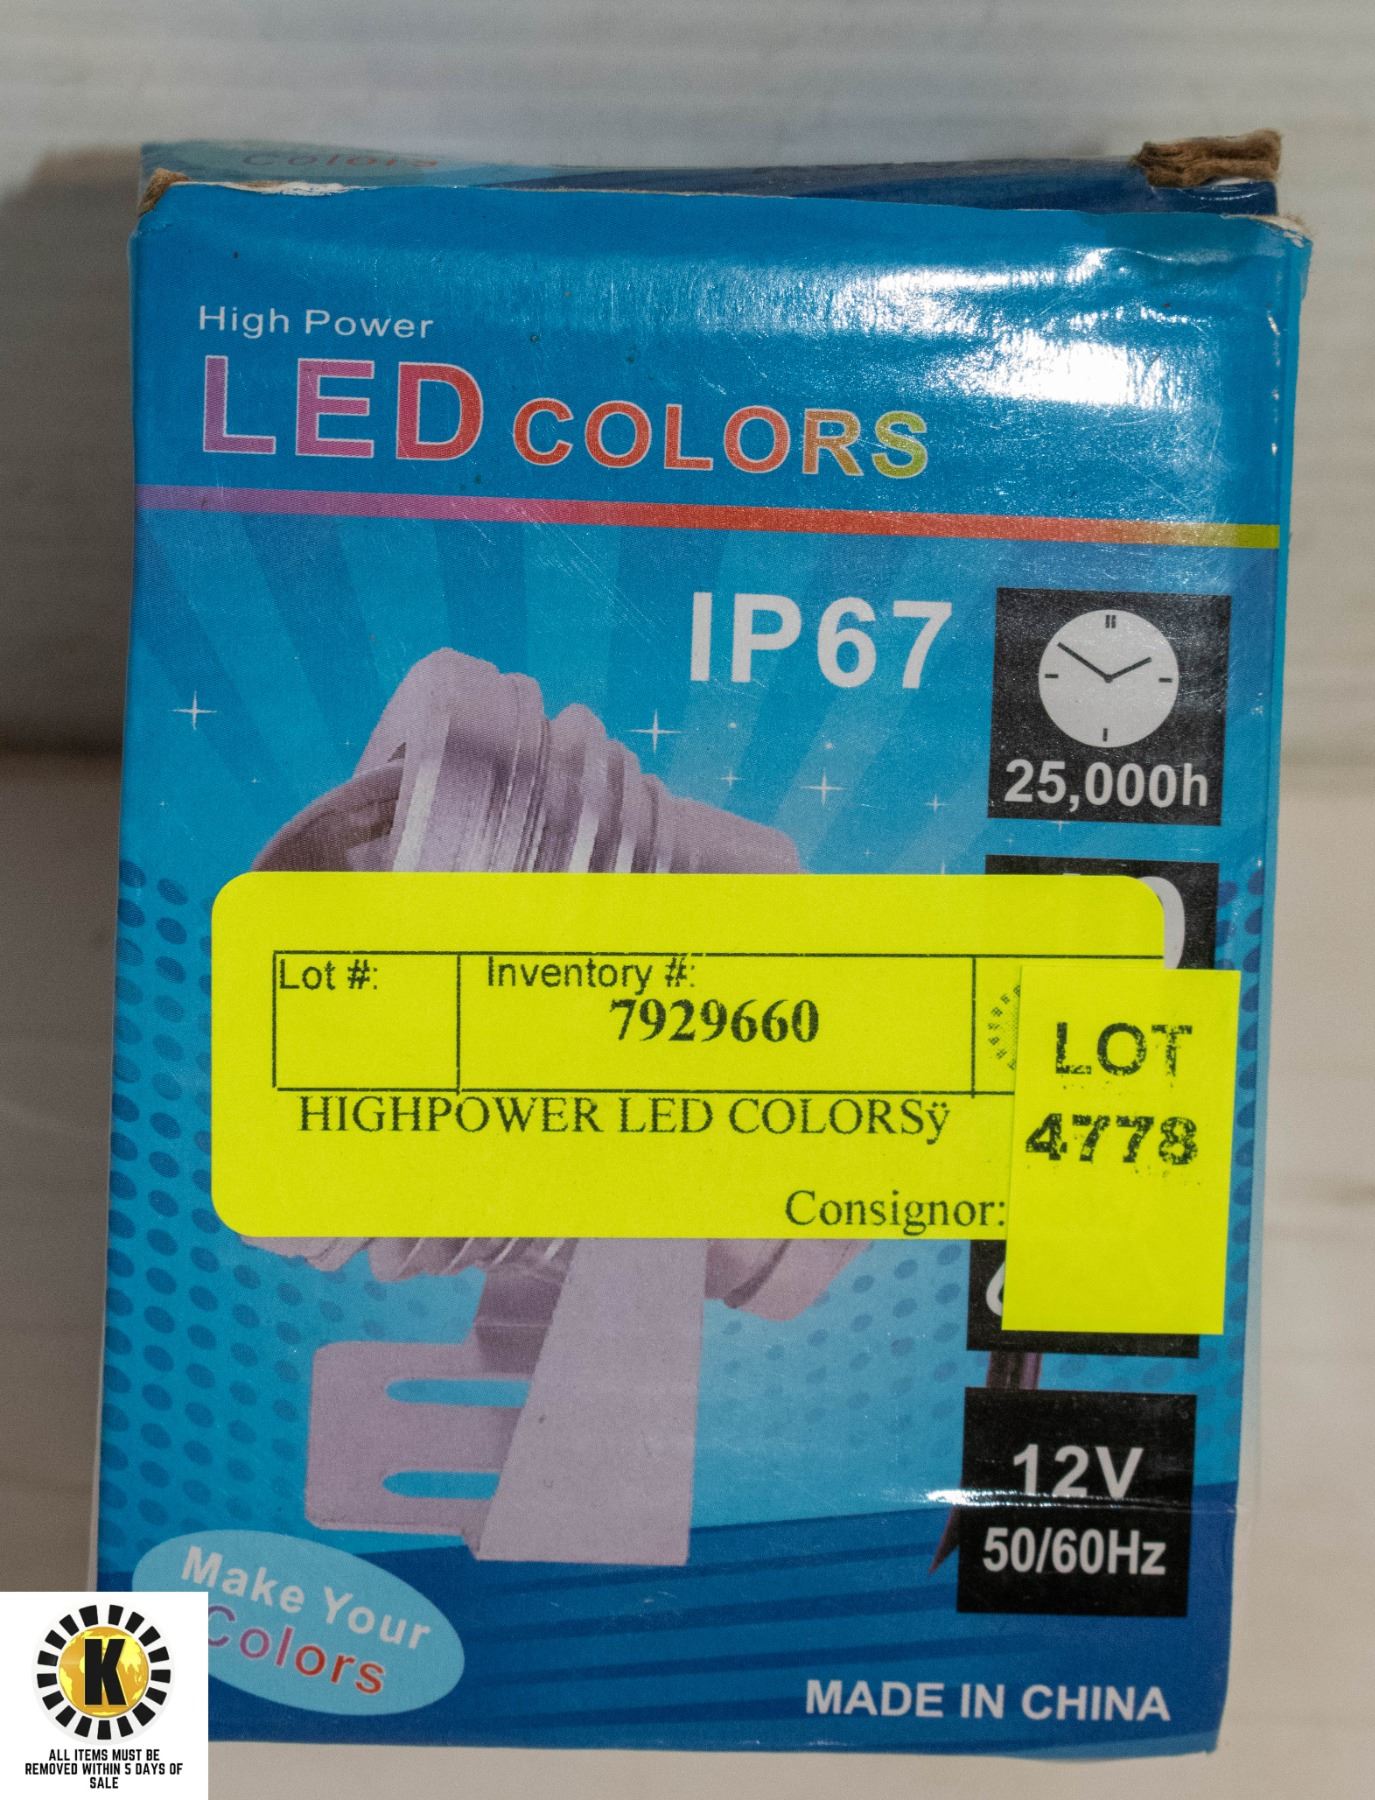 Colors
High Power
LED COLORS
IP67
25,000h
Lot #:
Inventory #:
7929660
HIGHPOWER LED COLORSÿ
Consignor:
LOT
4778
12V
50/60Hz
Make Your
Colors
MADE IN CHINA
K
ALL ITEMS MUST BE
REMOVED WITHIN 5 DAYS OF
SALE